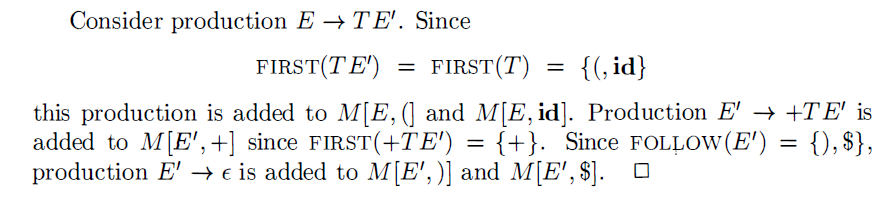 Consider production E → TE′. Since
FIRST(TE′) = FIRST(T) = {(, id}
this production is added to M[E, (] and M[E, id]. Production E′ → +TE′ is
added to M[E′, +] since FIRST(+TE′) = {+}. Since FOLLOW(E′) = {), $},
production E′ → ϵ is added to M[E′, )] and M[E′, $]. □